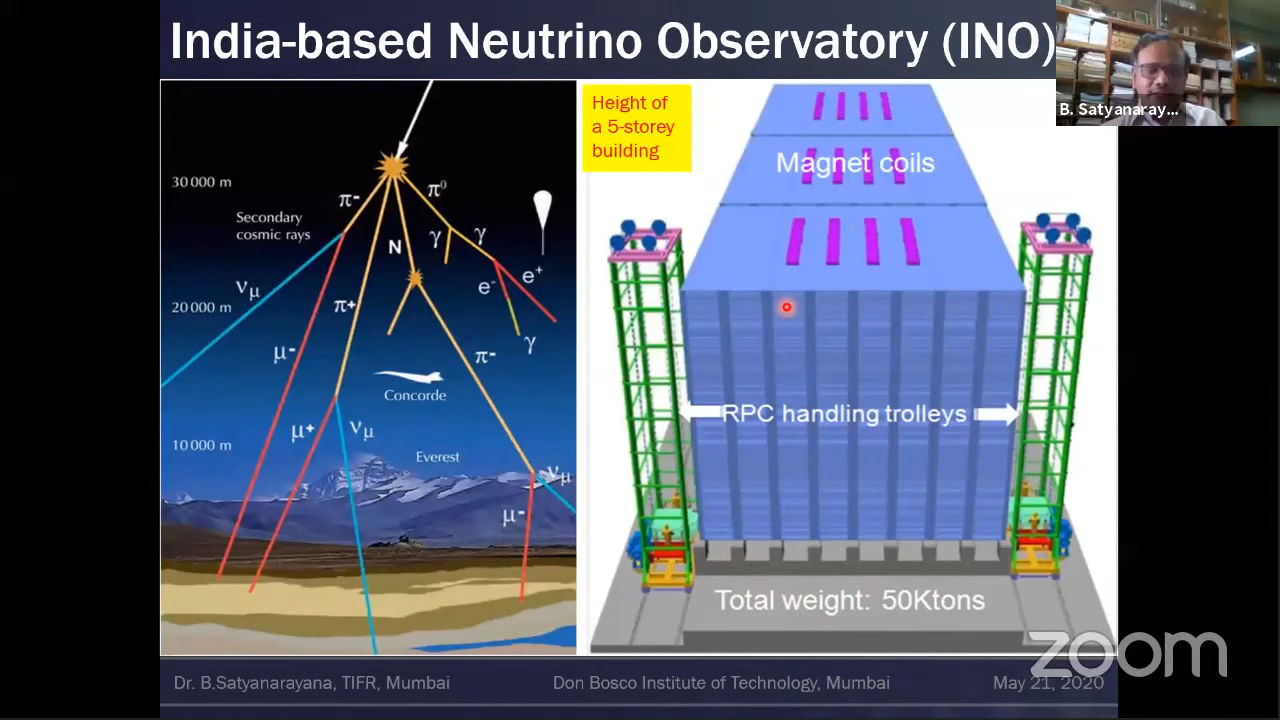 India-based Neutrino Observatory (INO)
B. Satyanaray...
30 000 m
π-
π⁰
Secondary
cosmic rays
γ
γ
N
νμ
e-
e+
20 000 m
π+
γ
μ-
π-
Concorde
μ+
νμ
10 000 m
Everest
νμ
μ-
Height of
a 5-storey
building
Magnet coils
RPC handling trolleys
Total weight: 50Ktons
zoom
Dr. B.Satyanarayana, TIFR, Mumbai
Don Bosco Institute of Technology, Mumbai
May 21, 2020